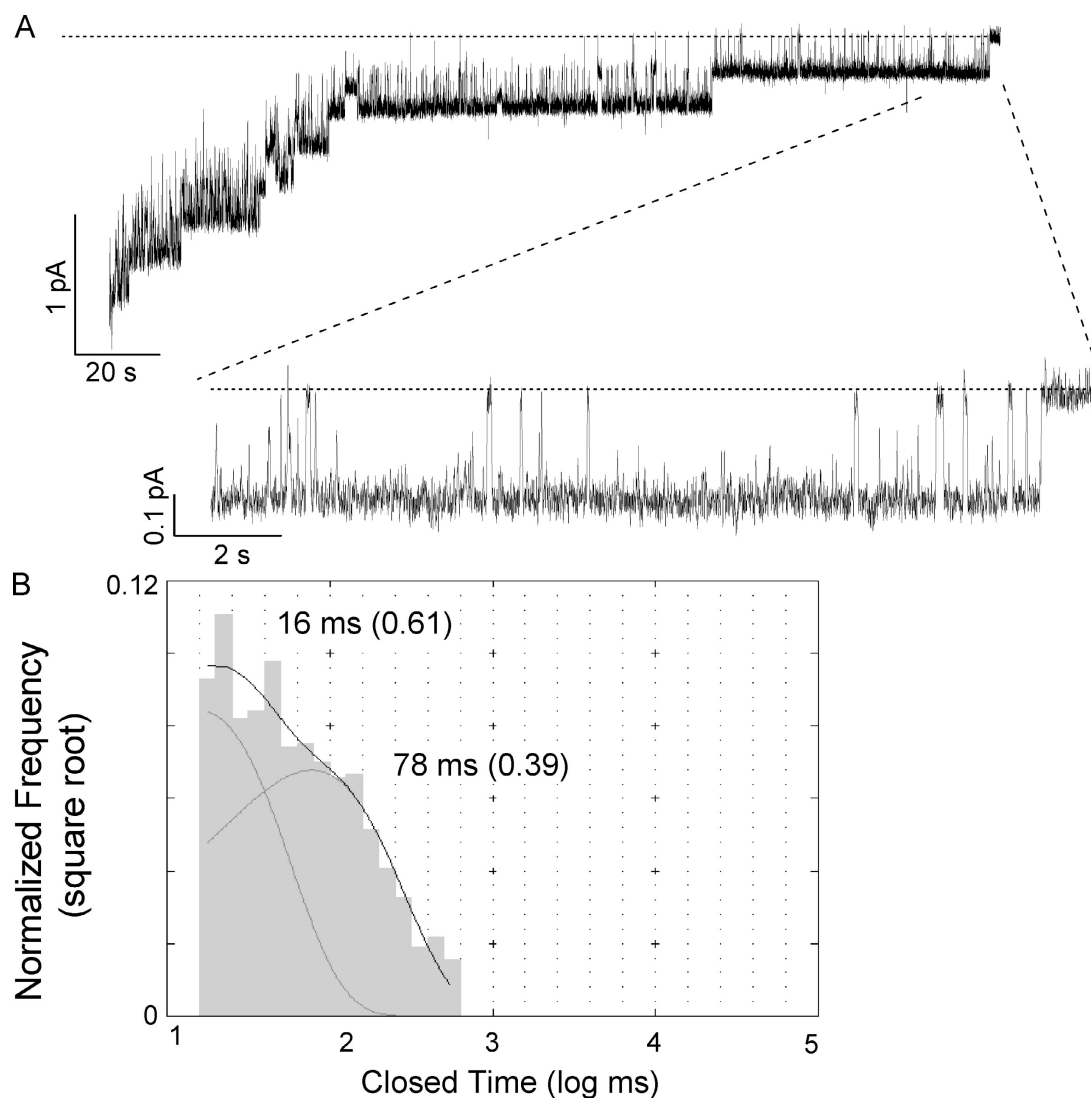 A
1 pA
20 s
0.1 pA
2 s
B
0.12
16 ms (0.61)
78 ms (0.39)
Normalized Frequency
(square root)
0
1 2 3 4 5
Closed Time (log ms)